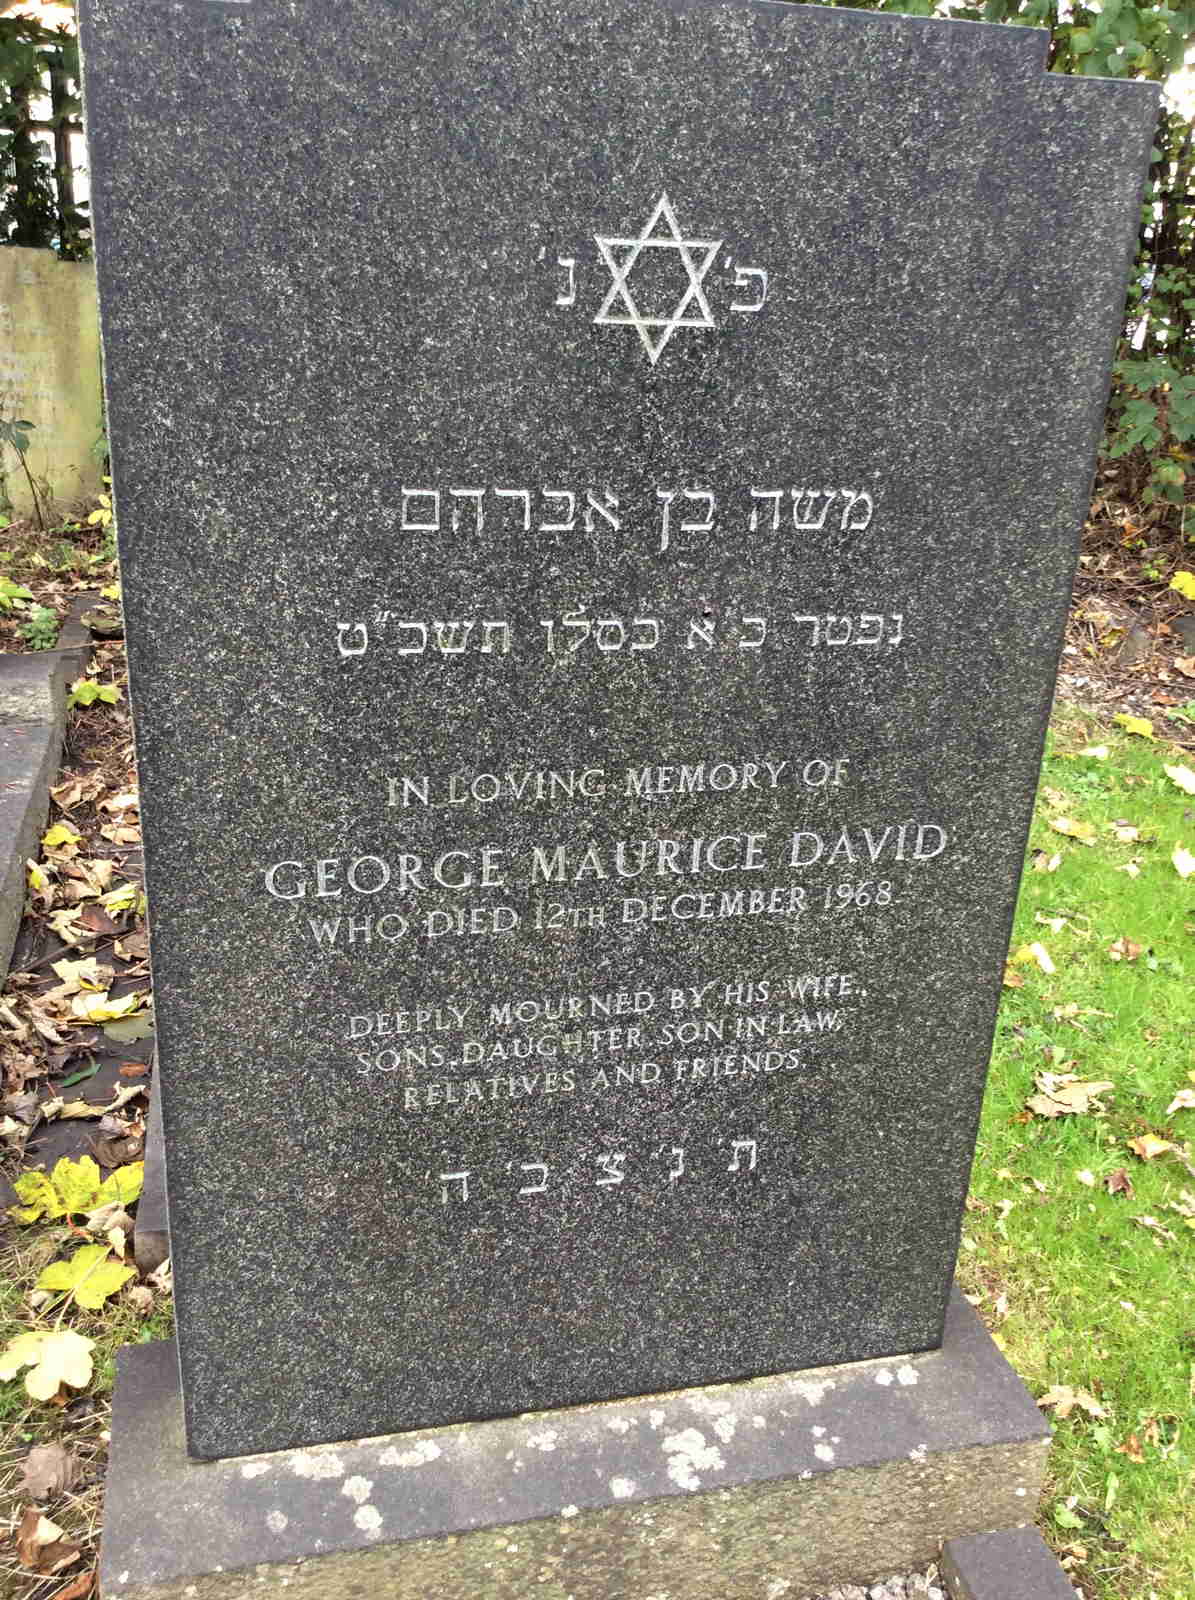 פ' נ'
משה בן אברהם
נפטר כ'א כסלו תשכ"ט
IN LOVING MEMORY OF
GEORGE MAURICE DAVID
WHO DIED 12TH DECEMBER 1968
DEEPLY MOURNED BY HIS WIFE,
SONS, DAUGHTER, SON IN LAW,
RELATIVES AND FRIENDS.
ת' נ' צ' ב' ה'